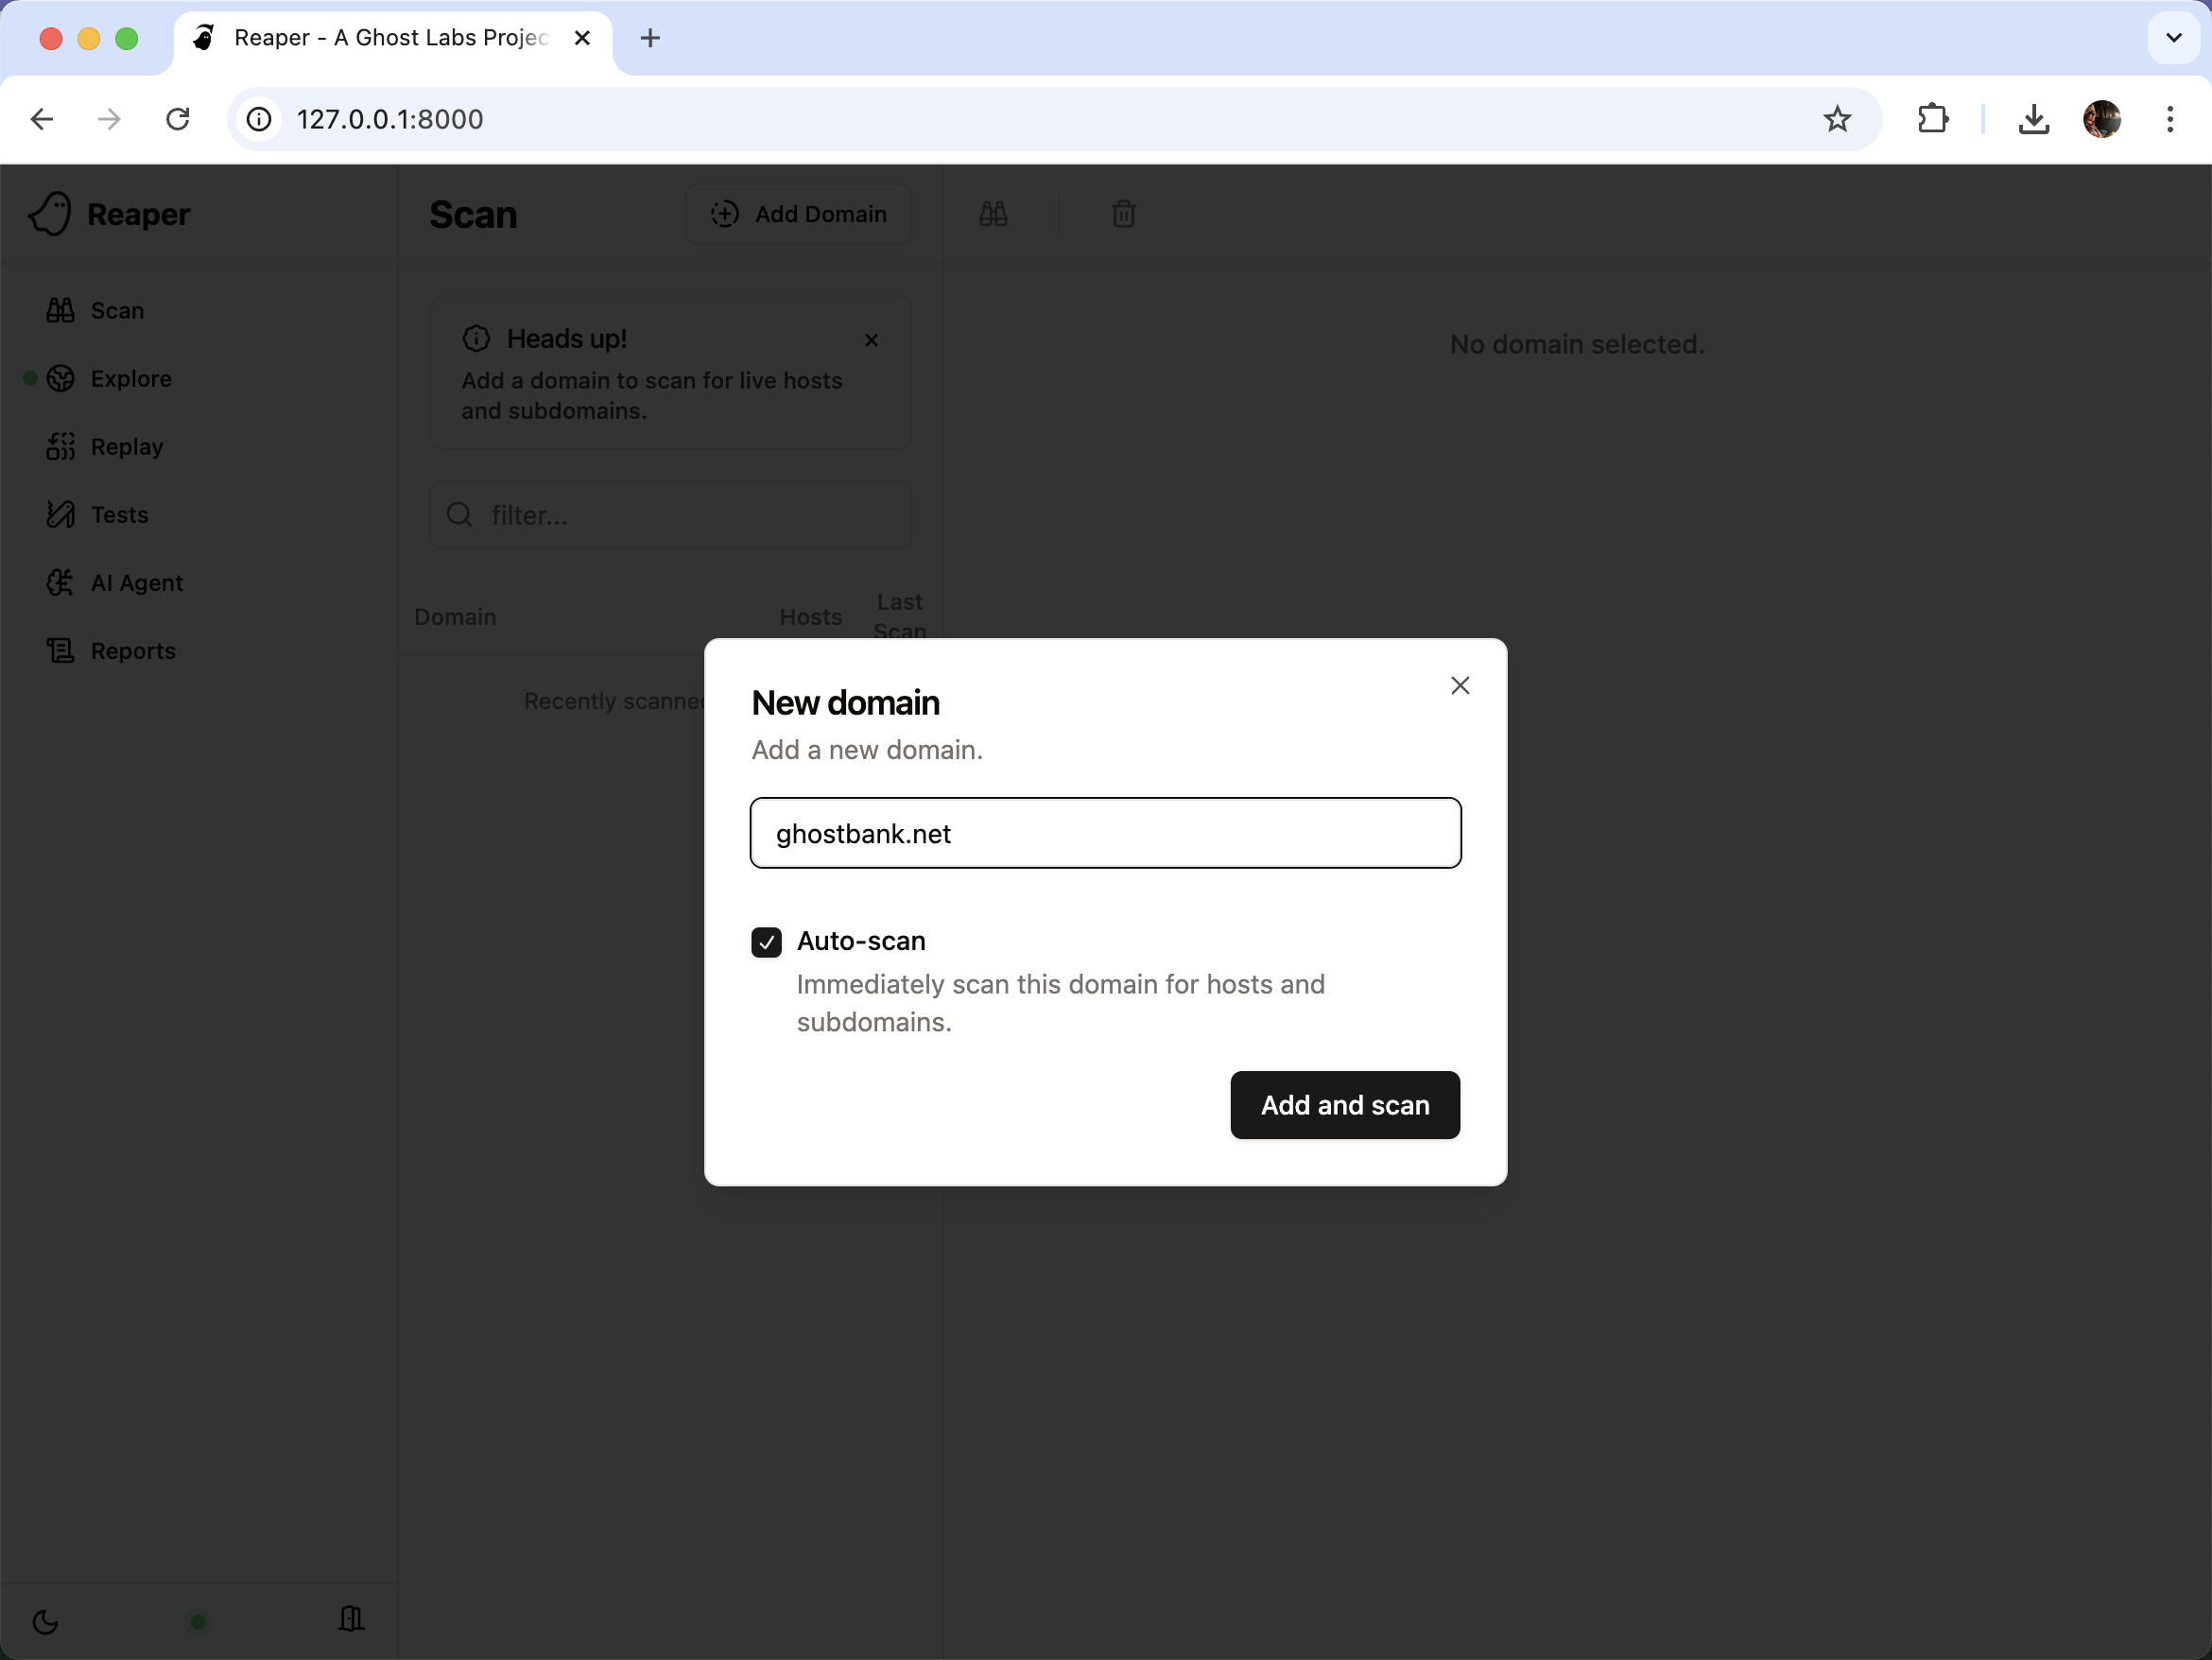 Reaper - A Ghost Labs Projec
127.0.0.1:8000
Reaper
Scan
Explore
Replay
Tests
AI Agent
Reports
Scan
Add Domain
Heads up!
Add a domain to scan for live hosts
and subdomains.
filter...
Domain
Hosts
Last
Scan
Recently scanned
No domain selected.
New domain
Add a new domain.
ghostbank.net
Auto-scan
Immediately scan this domain for hosts and
subdomains.
Add and scan